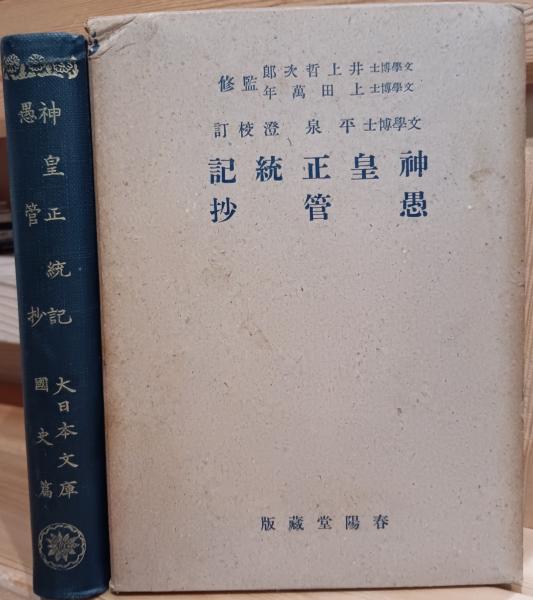 文學博士 井上哲次郎
文學博士 上田萬年 監修
文學博士 平泉澄 校訂
神皇正統記
愚管抄
春陽堂藏版
神皇正統記
愚管抄
大日本文庫
國史篇